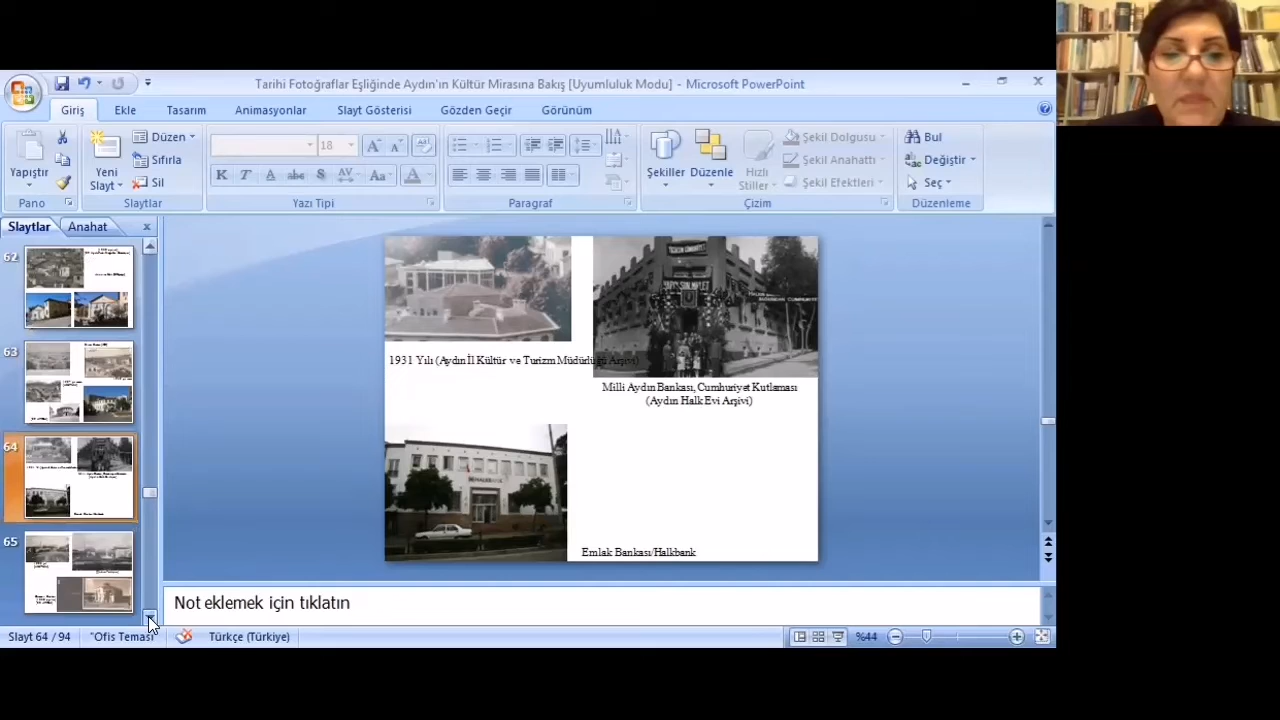 Tarihi Fotoğraflar Eşliğinde Aydın'ın Kültür Mirasına Bakış [Uyumluluk Modu] - Microsoft PowerPoint
Giriş Ekle Tasarım Animasyonlar Slayt Gösterisi Gözden Geçir Görünüm
Yapıştır
Pano
Yeni Slayt
Düzen
Sıfırla
Sil
Slaytlar
18
K T A abc S AV Aa A
Yazı Tipi
Paragraf
Şekiller
Düzenle
Hızlı Stiller
Şekil Dolgusu
Şekil Anahattı
Şekil Efektleri
Çizim
Bul
Değiştir
Seç
Düzenleme
Slaytlar Anahat
62
63
64
65
1931 Yılı (Aydın İl Kültür ve Turizm Müdürlüğü Arşivi)
Milli Aydın Bankası, Cumhuriyet Kutlaması
(Aydın Halk Evi Arşivi)
Emlak Bankası/Halkbank
Not eklemek için tıklatın
Slayt 64 / 94 "Ofis Teması" Türkçe (Türkiye) %44